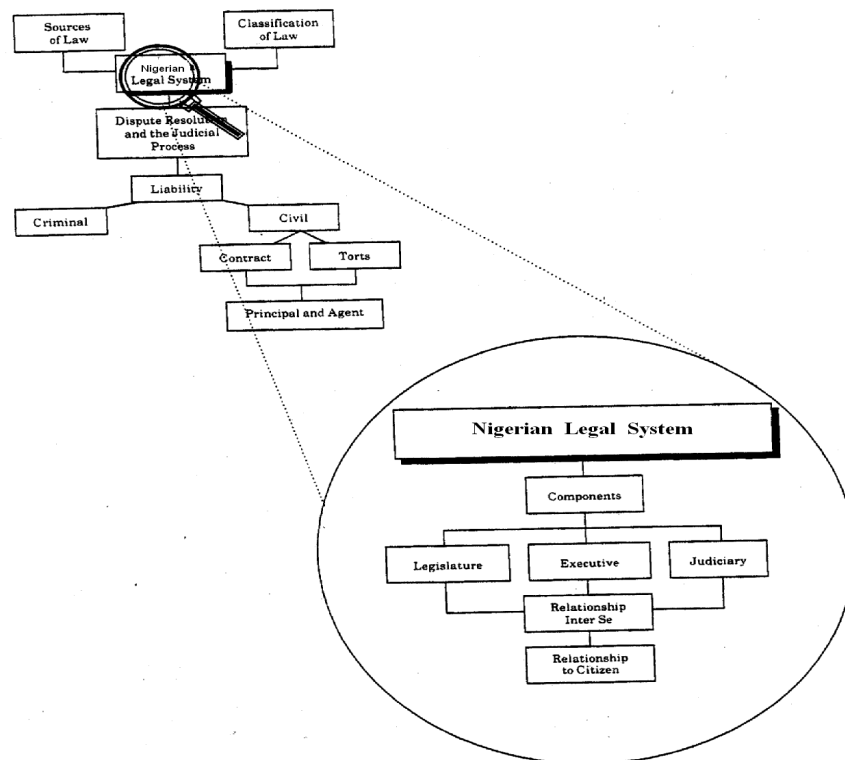 Sources
of Law
Classification
of Law
Nigerian
Legal System
Dispute Resolution
and the Judicial
Process
Liability
Criminal
Civil
Contract
Torts
Principal and Agent
Nigerian Legal System
Components
Legislature
Executive
Judiciary
Relationship
Inter Se
Relationship
to Citizen